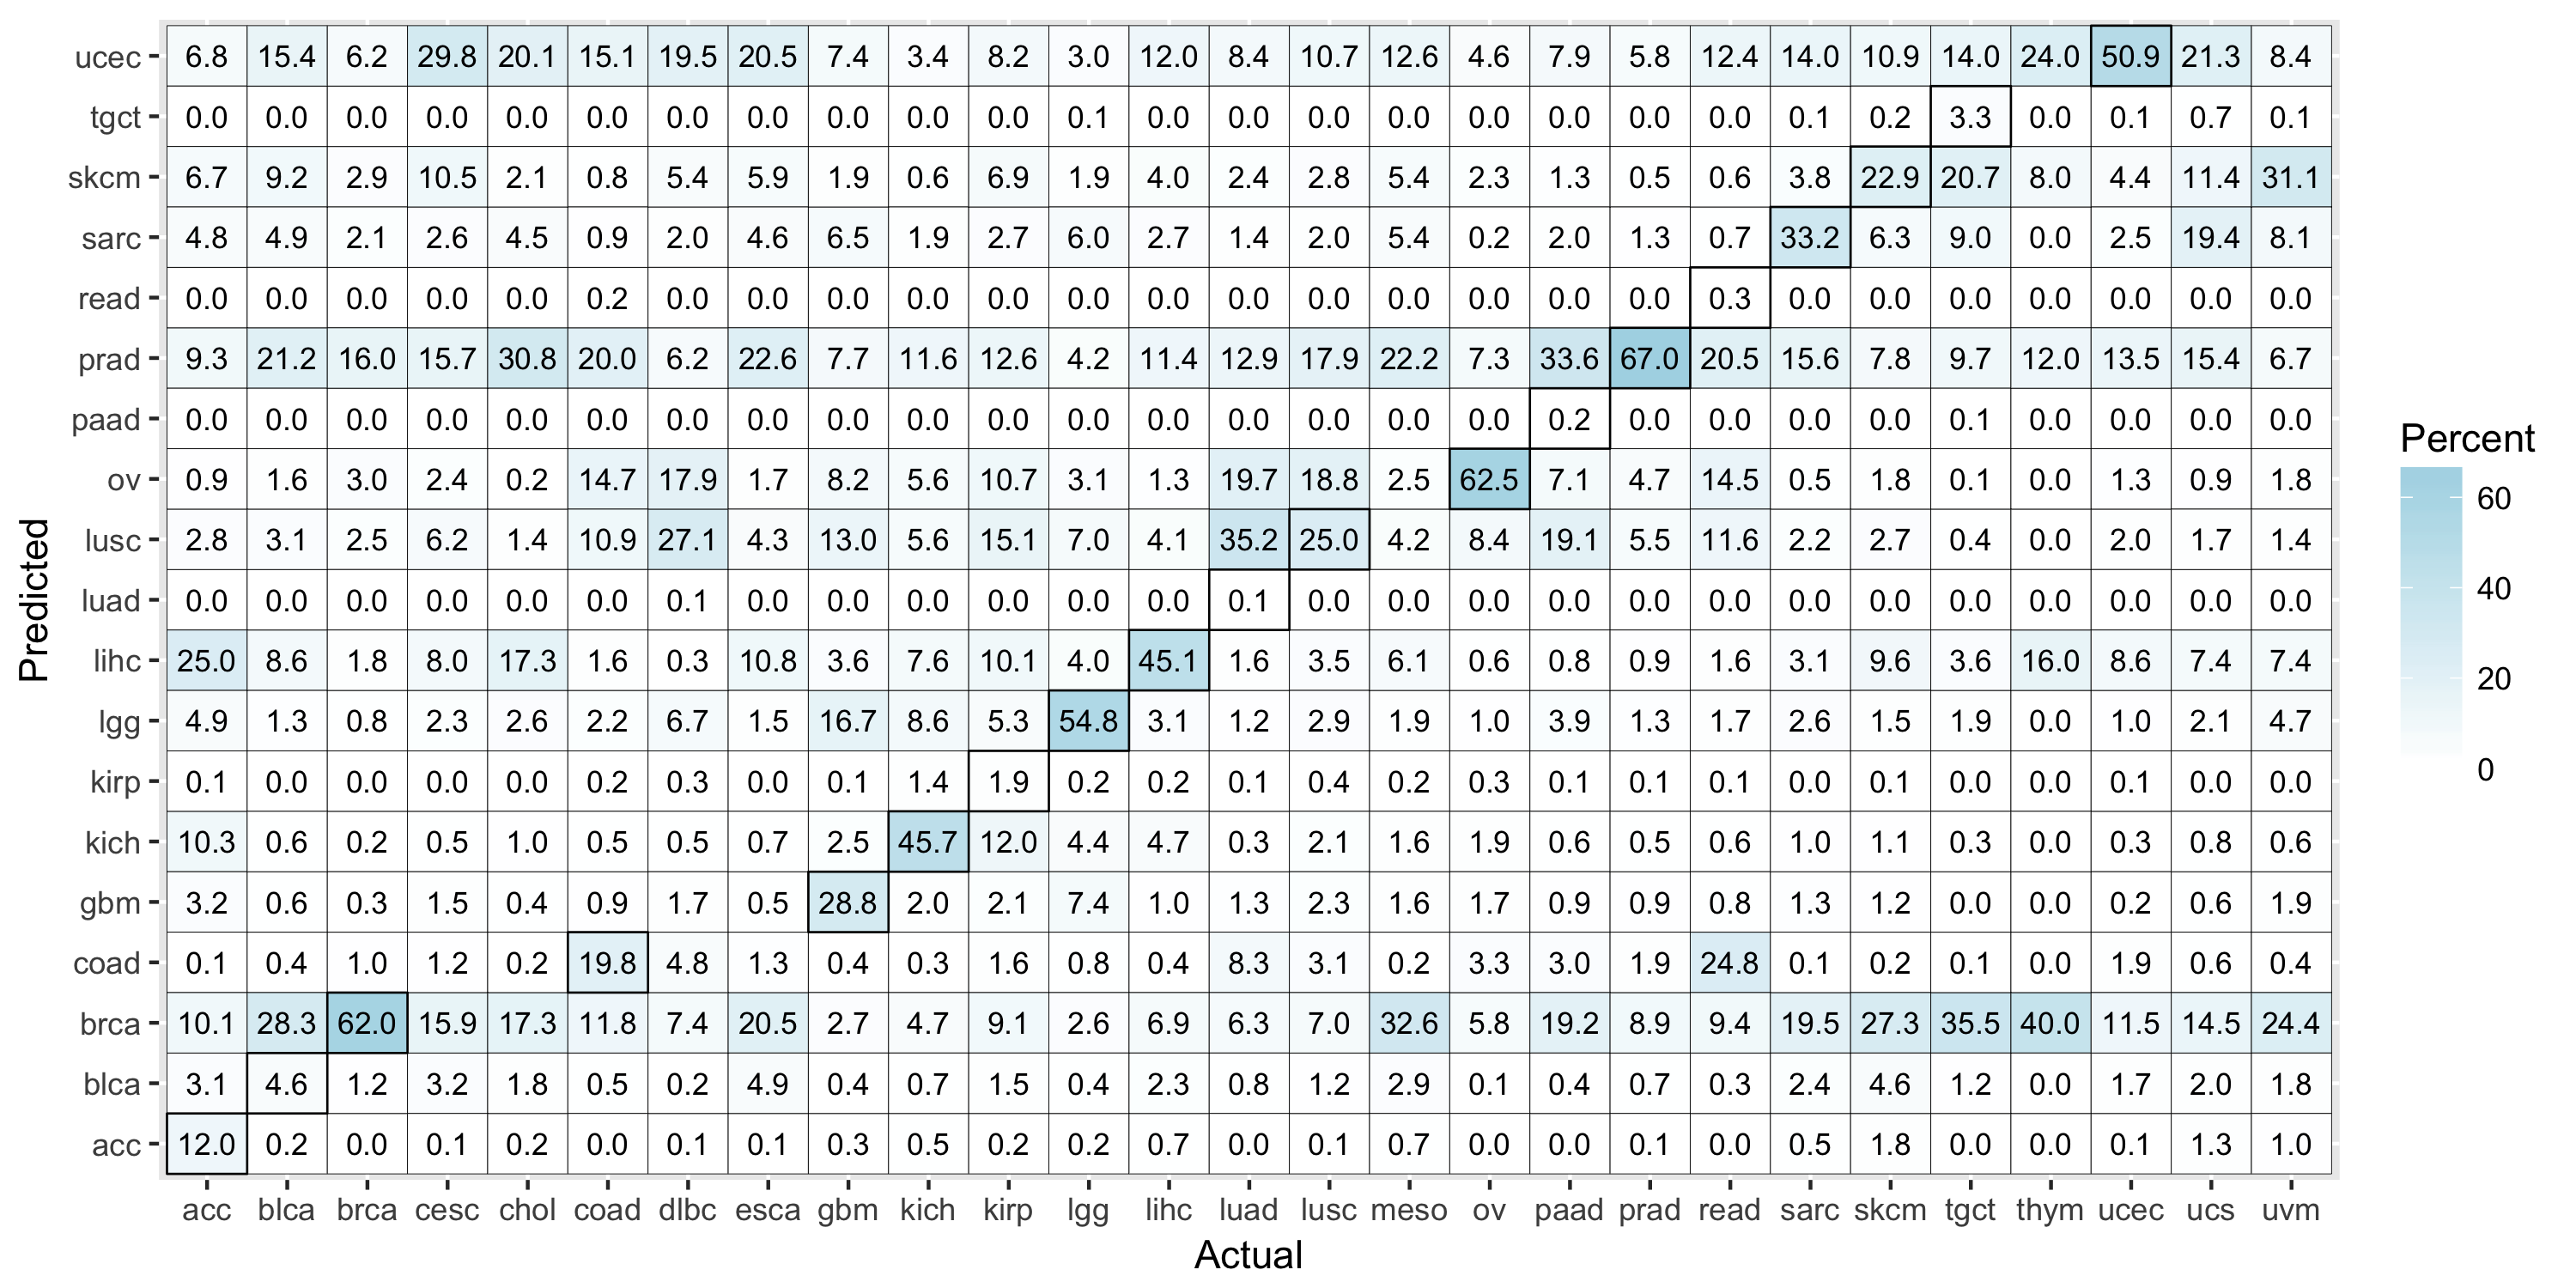 ucec 6.8 15.4 6.2 29.8 20.1 15.1 19.5 20.5 7.4 3.4 8.2 3.0 12.0 8.4 10.7 12.6 4.6 7.9 5.8 12.4 14.0 10.9 14.0 24.0 50.9 21.3 8.4
tgct 0.0 0.0 0.0 0.0 0.0 0.0 0.0 0.0 0.0 0.0 0.0 0.1 0.0 0.0 0.0 0.0 0.0 0.0 0.0 0.0 0.1 0.2 3.3 0.0 0.1 0.7 0.1
skcm 6.7 9.2 2.9 10.5 2.1 0.8 5.4 5.9 1.9 0.6 6.9 1.9 4.0 2.4 2.8 5.4 2.3 1.3 0.5 0.6 3.8 22.9 20.7 8.0 4.4 11.4 31.1
sarc 4.8 4.9 2.1 2.6 4.5 0.9 2.0 4.6 6.5 1.9 2.7 6.0 2.7 1.4 2.0 5.4 0.2 2.0 1.3 0.7 33.2 6.3 9.0 0.0 2.5 19.4 8.1
read 0.0 0.0 0.0 0.0 0.0 0.2 0.0 0.0 0.0 0.0 0.0 0.0 0.0 0.0 0.0 0.0 0.0 0.0 0.0 0.3 0.0 0.0 0.0 0.0 0.0 0.0 0.0
prad 9.3 21.2 16.0 15.7 30.8 20.0 6.2 22.6 7.7 11.6 12.6 4.2 11.4 12.9 17.9 22.2 7.3 33.6 67.0 20.5 15.6 7.8 9.7 12.0 13.5 15.4 6.7
paad 0.0 0.0 0.0 0.0 0.0 0.0 0.0 0.0 0.0 0.0 0.0 0.0 0.0 0.0 0.0 0.0 0.0 0.2 0.0 0.0 0.0 0.0 0.1 0.0 0.0 0.0 0.0
ov 0.9 1.6 3.0 2.4 0.2 14.7 17.9 1.7 8.2 5.6 10.7 3.1 1.3 19.7 18.8 2.5 62.5 7.1 4.7 14.5 0.5 1.8 0.1 0.0 1.3 0.9 1.8
lusc 2.8 3.1 2.5 6.2 1.4 10.9 27.1 4.3 13.0 5.6 15.1 7.0 4.1 35.2 25.0 4.2 8.4 19.1 5.5 11.6 2.2 2.7 0.4 0.0 2.0 1.7 1.4
luad 0.0 0.0 0.0 0.0 0.0 0.0 0.1 0.0 0.0 0.0 0.0 0.0 0.0 0.1 0.0 0.0 0.0 0.0 0.0 0.0 0.0 0.0 0.0 0.0 0.0 0.0 0.0
lihc 25.0 8.6 1.8 8.0 17.3 1.6 0.3 10.8 3.6 7.6 10.1 4.0 45.1 1.6 3.5 6.1 0.6 0.8 0.9 1.6 3.1 9.6 3.6 16.0 8.6 7.4 7.4
lgg 4.9 1.3 0.8 2.3 2.6 2.2 6.7 1.5 16.7 8.6 5.3 54.8 3.1 1.2 2.9 1.9 1.0 3.9 1.3 1.7 2.6 1.5 1.9 0.0 1.0 2.1 4.7
kirp 0.1 0.0 0.0 0.0 0.0 0.2 0.3 0.0 0.1 1.4 1.9 0.2 0.2 0.1 0.4 0.2 0.3 0.1 0.1 0.1 0.0 0.1 0.0 0.0 0.1 0.0 0.0
kich 10.3 0.6 0.2 0.5 1.0 0.5 0.5 0.7 2.5 45.7 12.0 4.4 4.7 0.3 2.1 1.6 1.9 0.6 0.5 0.6 1.0 1.1 0.3 0.0 0.3 0.8 0.6
gbm 3.2 0.6 0.3 1.5 0.4 0.9 1.7 0.5 28.8 2.0 2.1 7.4 1.0 1.3 2.3 1.6 1.7 0.9 0.9 0.8 1.3 1.2 0.0 0.0 0.2 0.6 1.9
coad 0.1 0.4 1.0 1.2 0.2 19.8 4.8 1.3 0.4 0.3 1.6 0.8 0.4 8.3 3.1 0.2 3.3 3.0 1.9 24.8 0.1 0.2 0.1 0.0 1.9 0.6 0.4
brca 10.1 28.3 62.0 15.9 17.3 11.8 7.4 20.5 2.7 4.7 9.1 2.6 6.9 6.3 7.0 32.6 5.8 19.2 8.9 9.4 19.5 27.3 35.5 40.0 11.5 14.5 24.4
blca 3.1 4.6 1.2 3.2 1.8 0.5 0.2 4.9 0.4 0.7 1.5 0.4 2.3 0.8 1.2 2.9 0.1 0.4 0.7 0.3 2.4 4.6 1.2 0.0 1.7 2.0 1.8
acc 12.0 0.2 0.0 0.1 0.2 0.0 0.1 0.1 0.3 0.5 0.2 0.2 0.7 0.0 0.1 0.7 0.0 0.0 0.1 0.0 0.5 1.8 0.0 0.0 0.1 1.3 1.0
acc blca brca cesc chol coad dlbc esca gbm kich kirp lgg lihc luad lusc meso ov paad prad read sarc skcm tgct thym ucec ucs uvm
Actual
Predicted
Percent
60
40
20
0